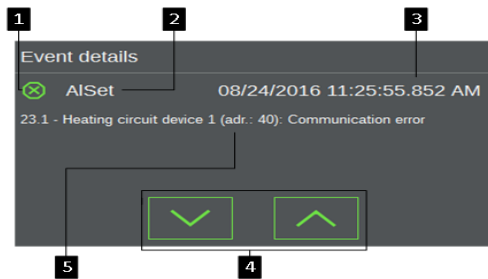 1 2 3
Event details
AlSet 08/24/2016 11:25:55.852 AM
23.1 - Heating circuit device 1 (adr.: 40): Communication error
5 4